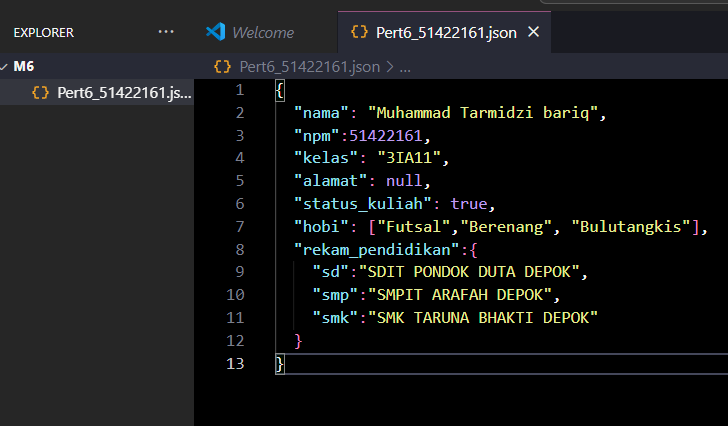 EXPLORER ...
Welcome
{} Pert6_51422161.json ×
M6
{} Pert6_51422161.js...
{} Pert6_51422161.json > ...
1 {
2 "nama": "Muhammad Tarmidzi bariq",
3 "npm":51422161,
4 "kelas": "3IA11",
5 "alamat": null,
6 "status_kuliah": true,
7 "hobi": ["Futsal","Berenang", "Bulutangkis"],
8 "rekam_pendidikan":{
9 "sd":"SDIT PONDOK DUTA DEPOK",
10 "smp":"SMPIT ARAFAH DEPOK",
11 "smk":"SMK TARUNA BHAKTI DEPOK"
12 }
13 }